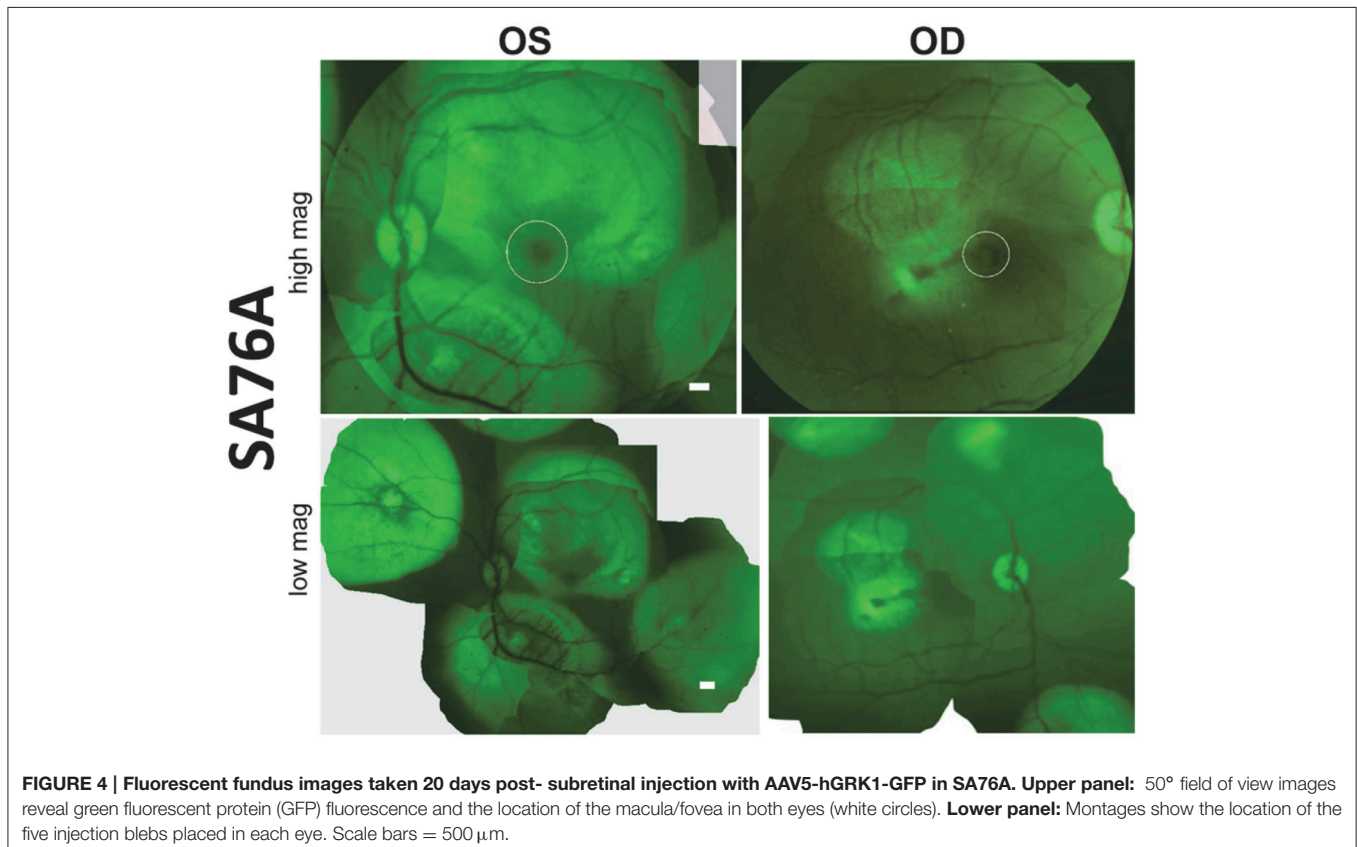 OS
OD
SA76A
high mag
low mag
FIGURE 4 | Fluorescent fundus images taken 20 days post- subretinal injection with AAV5-hGRK1-GFP in SA76A. Upper panel: 50° field of view images
reveal green fluorescent protein (GFP) fluorescence and the location of the macula/fovea in both eyes (white circles). Lower panel: Montages show the location of the
five injection blebs placed in each eye. Scale bars = 500 μm.